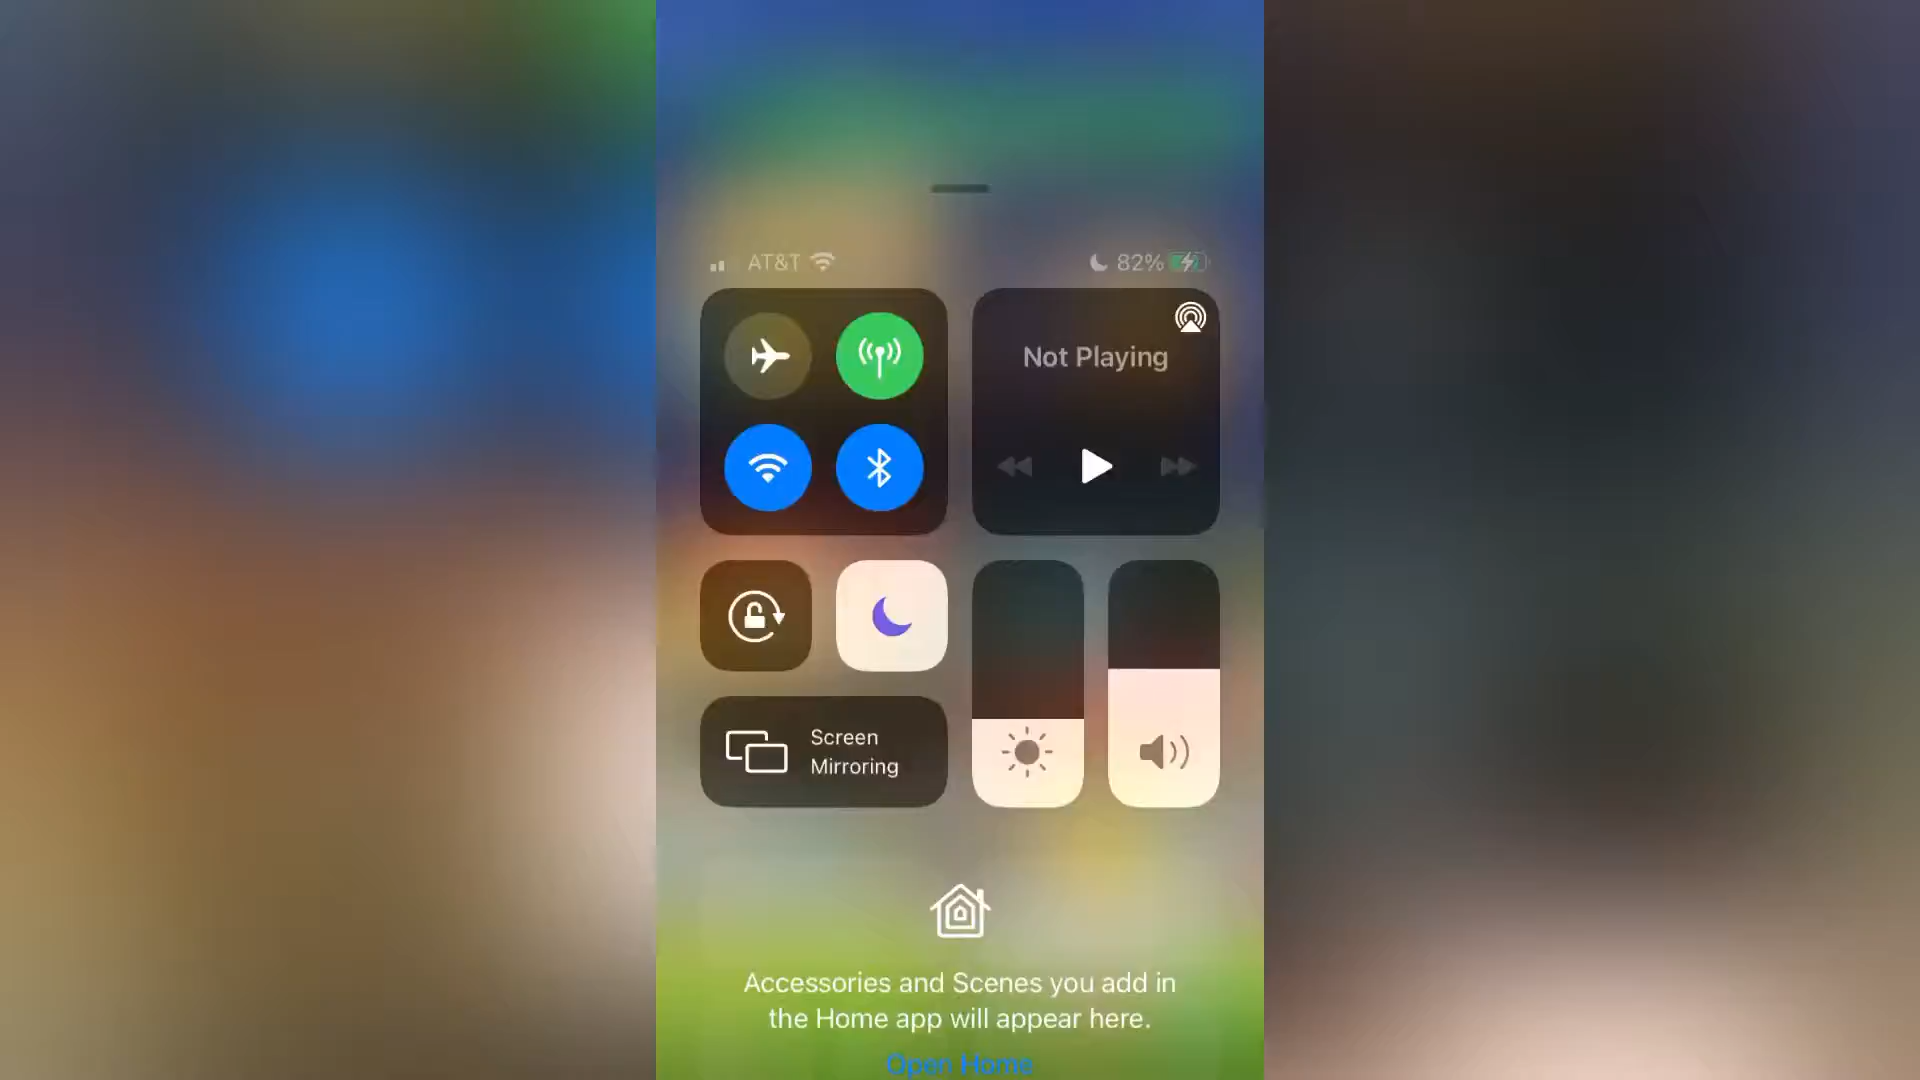 AT&T 82%
Not Playing
Screen
Mirroring
Accessories and Scenes you add in
the Home app will appear here.
Open Home